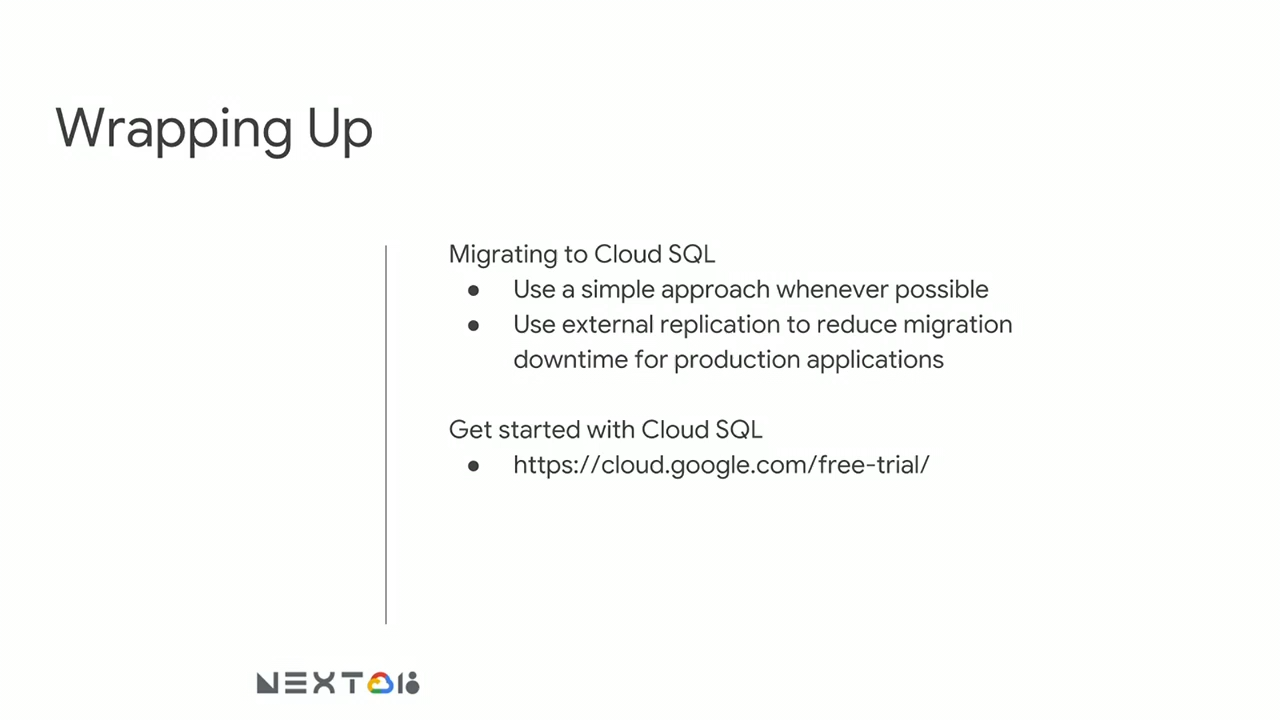 Wrapping Up
Migrating to Cloud SQL
● Use a simple approach whenever possible
● Use external replication to reduce migration
downtime for production applications
Get started with Cloud SQL
● https://cloud.google.com/free-trial/
NEXT 18